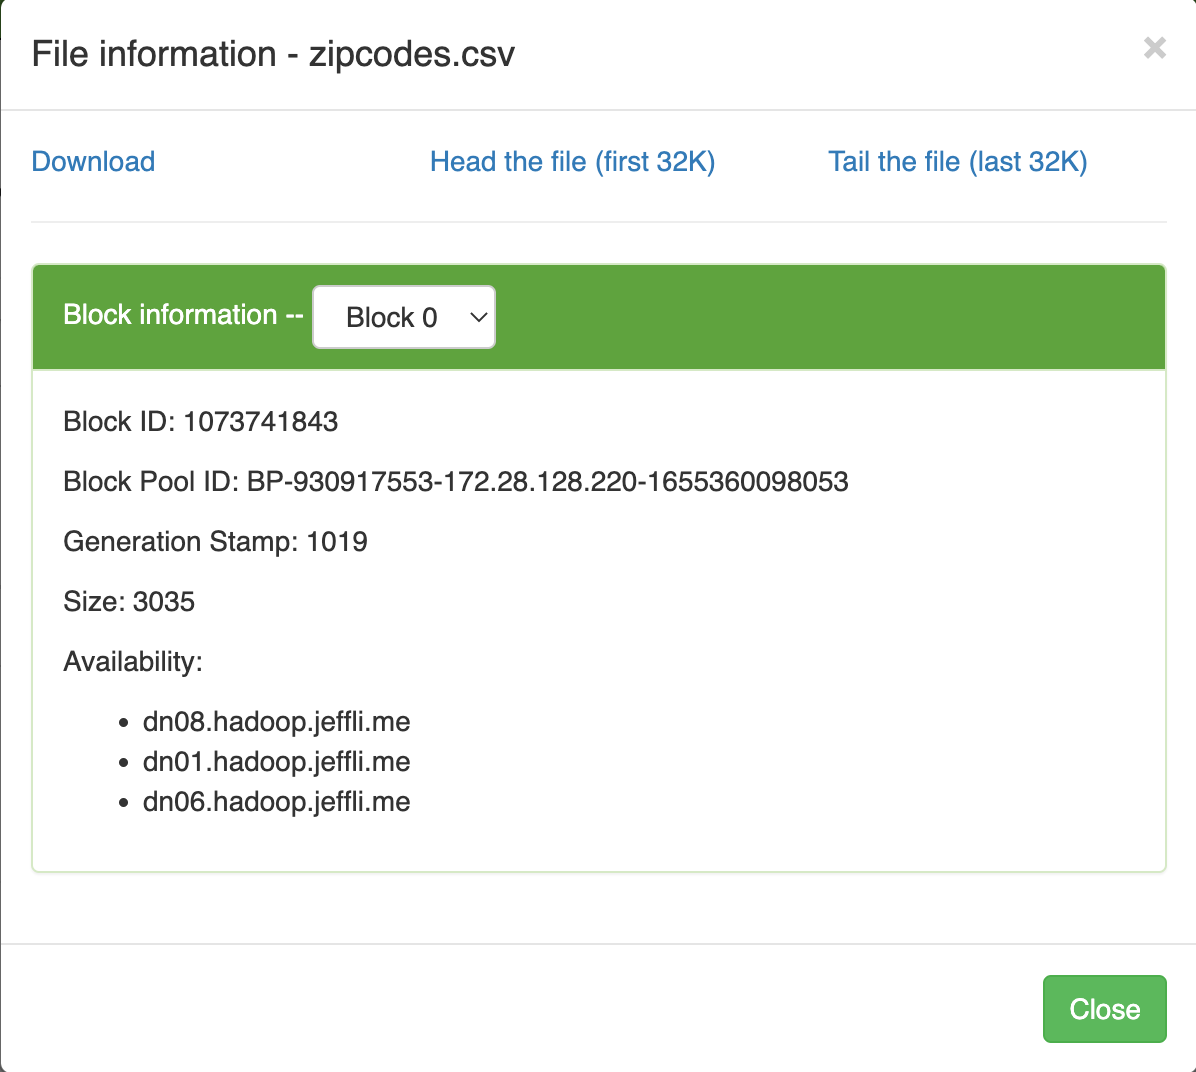 File information - zipcodes.csv
×
Download Head the file (first 32K) Tail the file (last 32K)
Block information -- Block 0
Block ID: 1073741843
Block Pool ID: BP-930917553-172.28.128.220-1655360098053
Generation Stamp: 1019
Size: 3035
Availability:
• dn08.hadoop.jeffli.me
• dn01.hadoop.jeffli.me
• dn06.hadoop.jeffli.me
Close